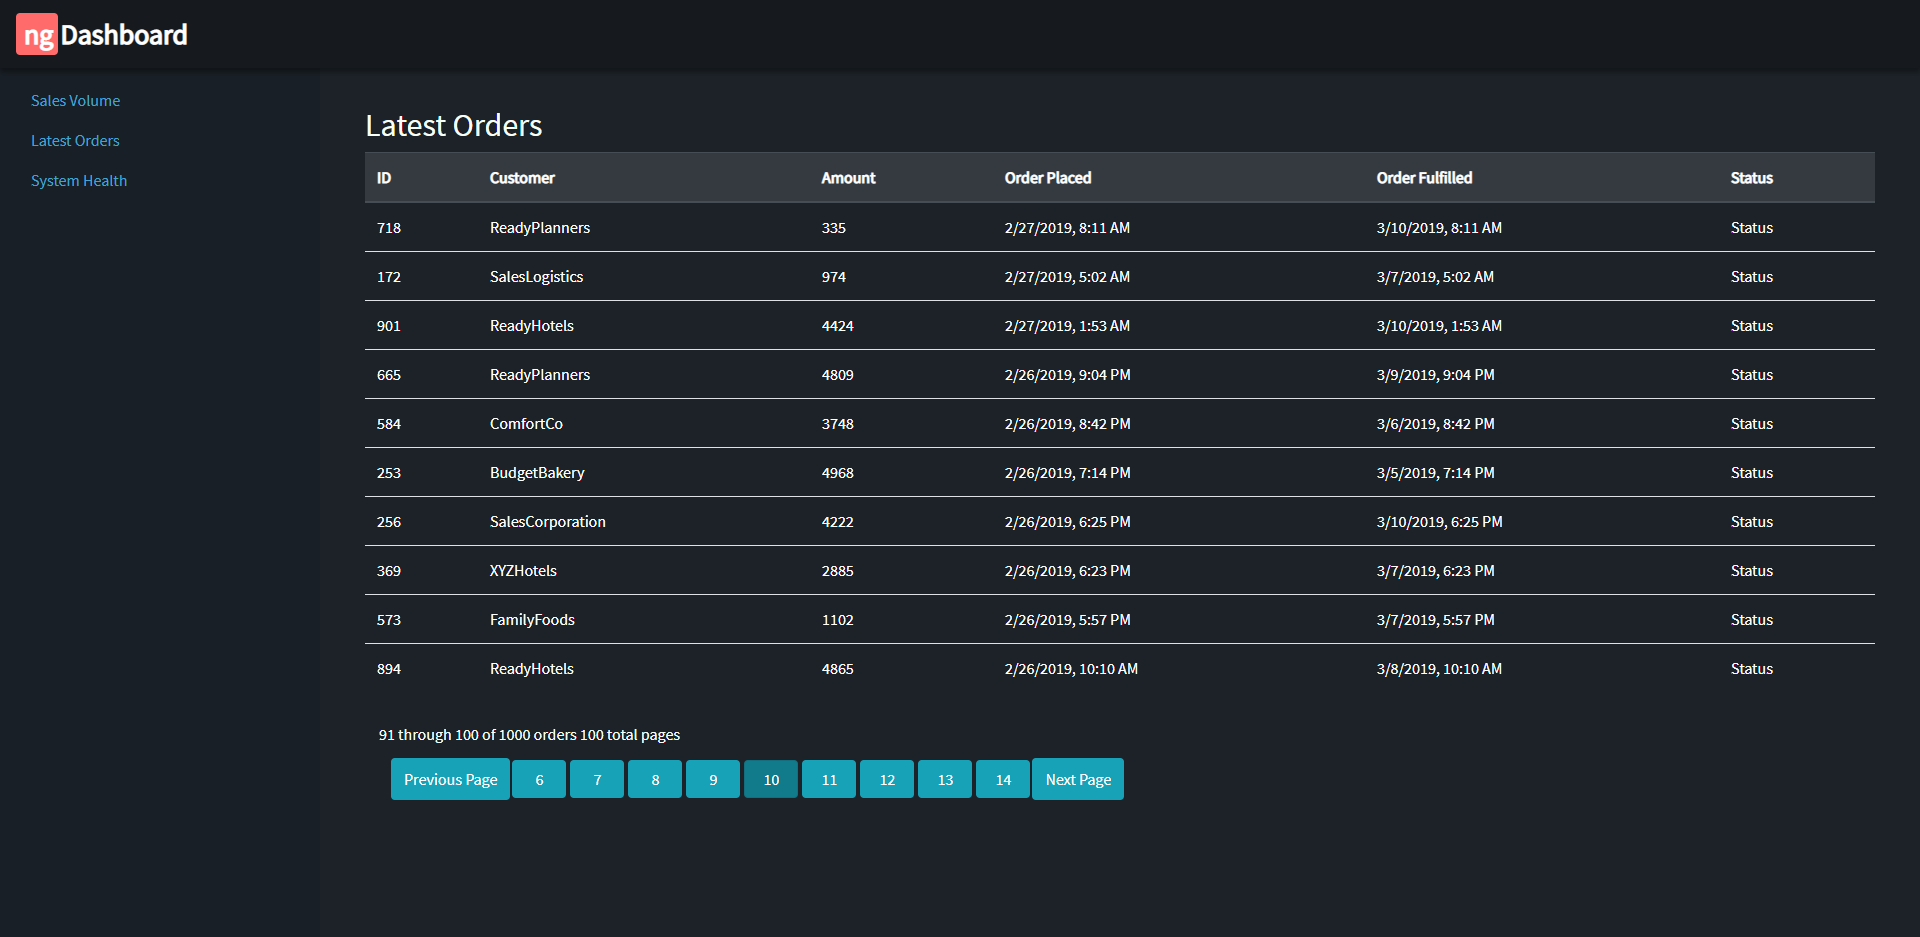 ng Dashboard
Sales Volume
Latest Orders
System Health
Latest Orders
ID Customer Amount Order Placed Order Fulfilled Status
718 ReadyPlanners 335 2/27/2019, 8:11 AM 3/10/2019, 8:11 AM Status
172 SalesLogistics 974 2/27/2019, 5:02 AM 3/7/2019, 5:02 AM Status
901 ReadyHotels 4424 2/27/2019, 1:53 AM 3/10/2019, 1:53 AM Status
665 ReadyPlanners 4809 2/26/2019, 9:04 PM 3/9/2019, 9:04 PM Status
584 ComfortCo 3748 2/26/2019, 8:42 PM 3/6/2019, 8:42 PM Status
253 BudgetBakery 4968 2/26/2019, 7:14 PM 3/5/2019, 7:14 PM Status
256 SalesCorporation 4222 2/26/2019, 6:25 PM 3/10/2019, 6:25 PM Status
369 XYZHotels 2885 2/26/2019, 6:23 PM 3/7/2019, 6:23 PM Status
573 FamilyFoods 1102 2/26/2019, 5:57 PM 3/7/2019, 5:57 PM Status
894 ReadyHotels 4865 2/26/2019, 10:10 AM 3/8/2019, 10:10 AM Status
91 through 100 of 1000 orders 100 total pages
Previous Page 6 7 8 9 10 11 12 13 14 Next Page